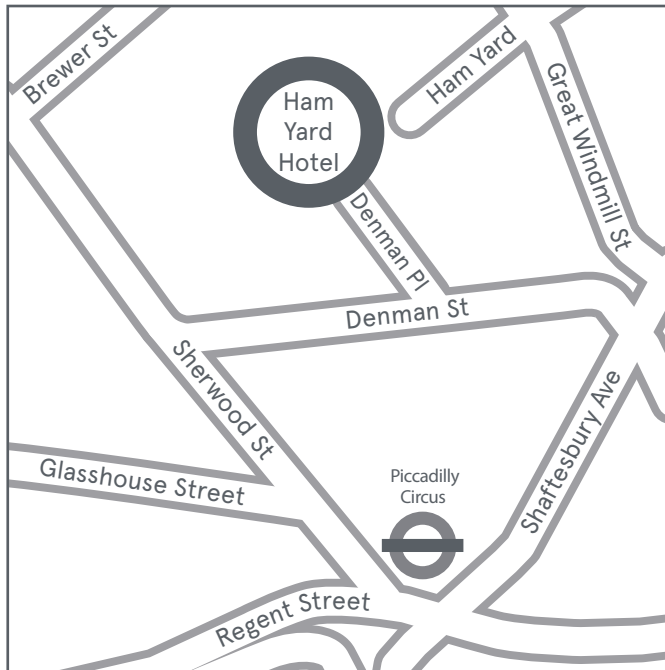 Brewer St
Ham
Yard
Hotel
Ham Yard
Great Windmill St
Denman Pl
Denman St
Sherwood St
Glasshouse Street
Piccadilly
Circus
Shaftesbury Ave
Regent Street